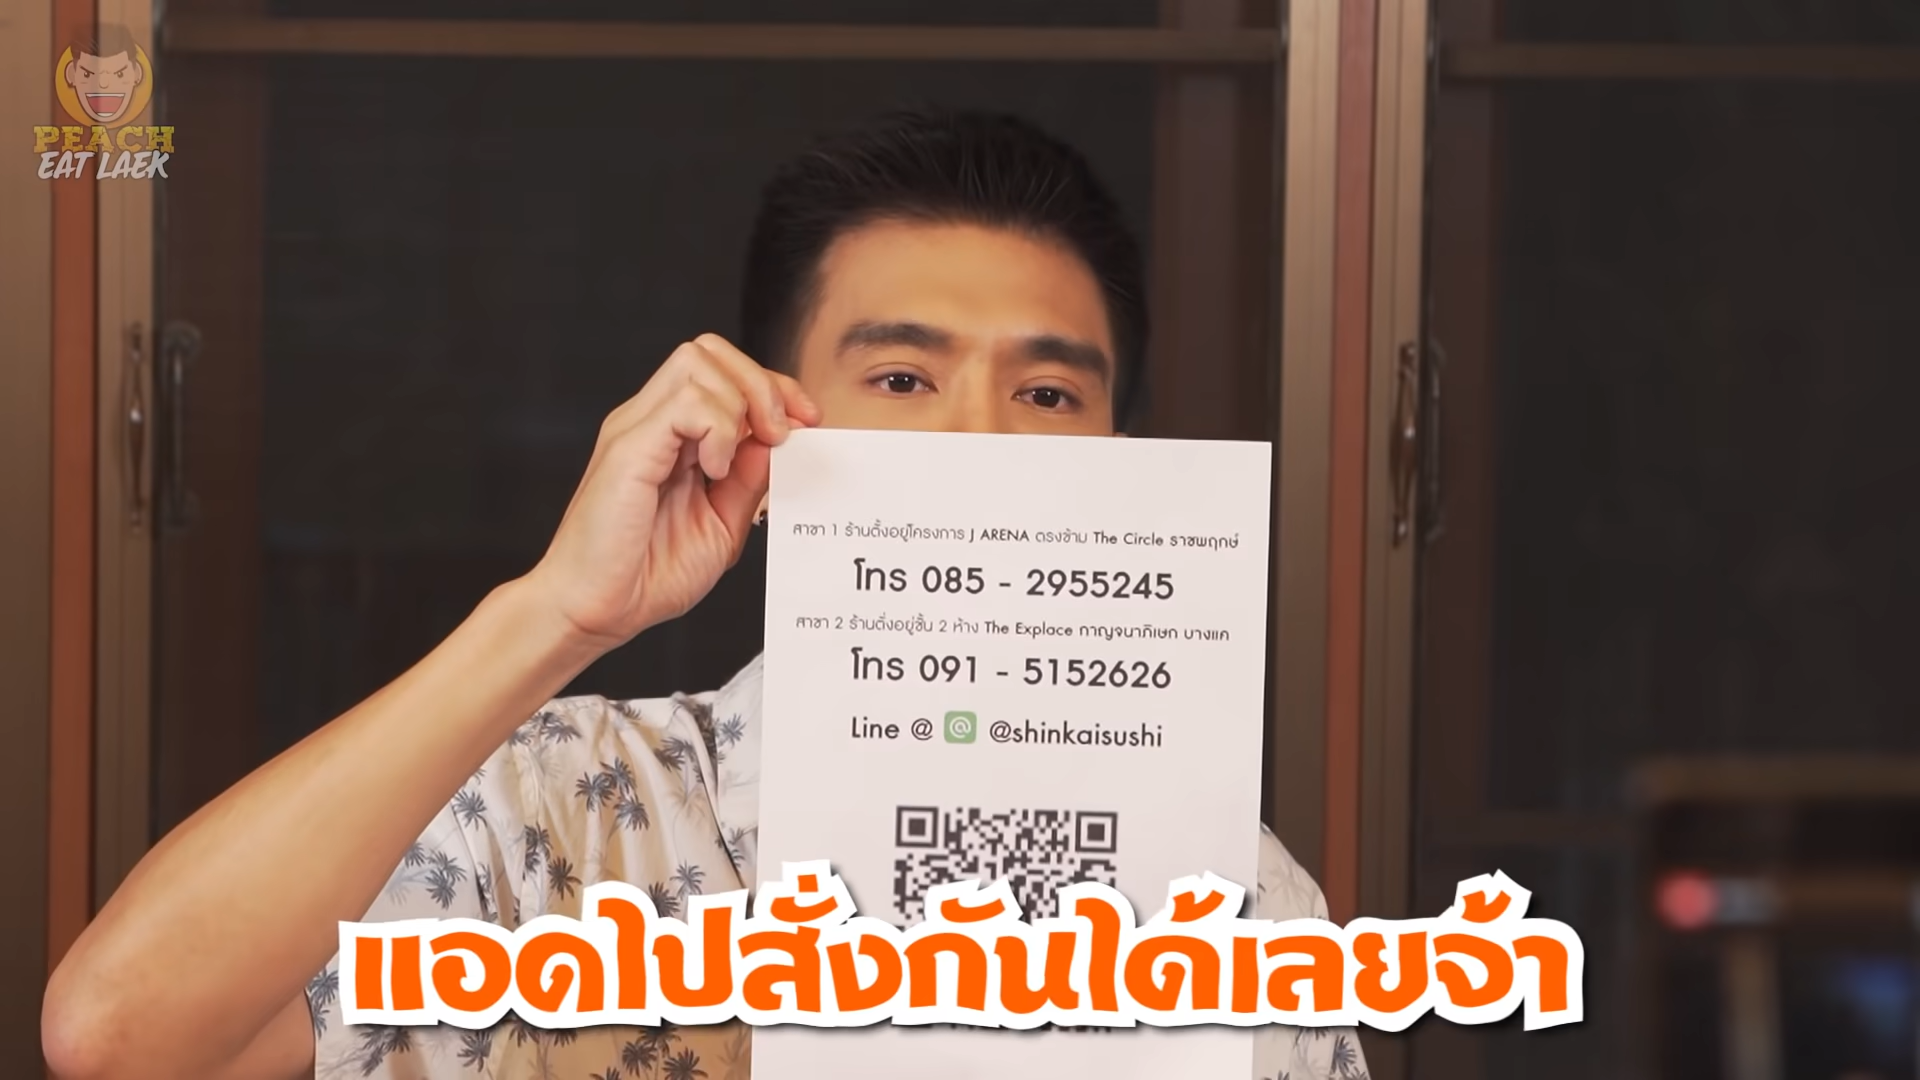 PEACH
EAT LAEK
สาขา 1 ร้านตั้งอยู่โครงการ J ARENA ตรงข้าม The Circle ราชพฤกษ์
โทร 085 - 2955245
สาขา 2 ร้านตั้งอยู่ชั้น 2 ห้าง The Explace กาญจนาภิเษก บางแค
โทร 091 - 5152626
Line @ @ @shinkaisushi
แอดไปสั่งกันได้เลยจ้า